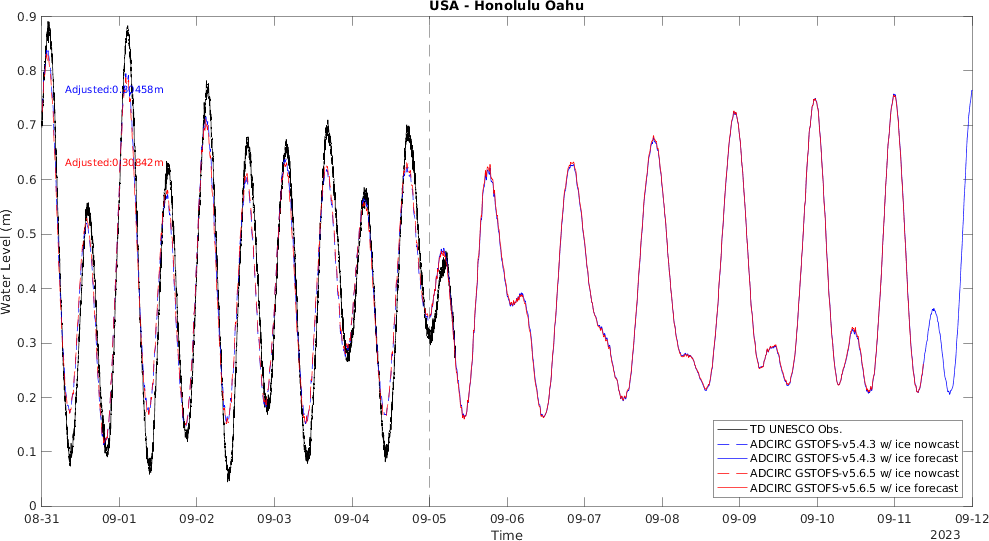 USA - Honolulu Oahu
0.9
0.8
0.7
0.6
0.5
0.4
0.3
0.2
0.1
0
Water Level (m)
Adjusted:0.30458m
Adjusted:0.30842m
TD UNESCO Obs.
ADCIRC GSTOFS-v5.4.3 w/ ice nowcast
ADCIRC GSTOFS-v5.4.3 w/ ice forecast
ADCIRC GSTOFS-v5.6.5 w/ ice nowcast
ADCIRC GSTOFS-v5.6.5 w/ ice forecast
08-31 09-01 09-02 09-03 09-04 09-05 09-06 09-07 09-08 09-09 09-10 09-11 09-12
Time
2023